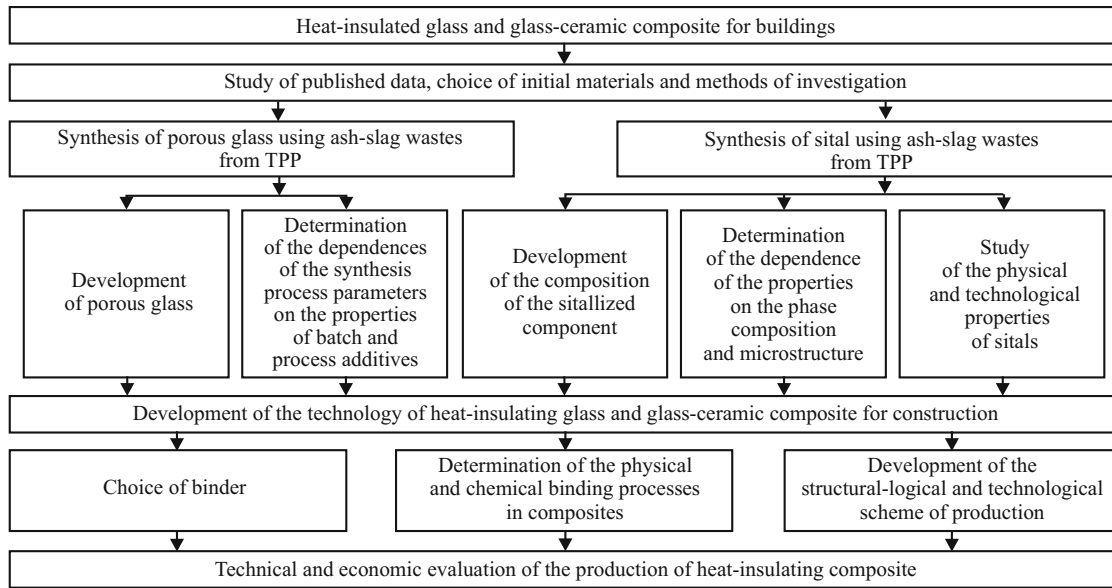 Heat-insulated glass and glass-ceramic composite for buildings
Study of published data, choice of initial materials and methods of investigation
Synthesis of porous glass using ash-slag wastes
from TPP
Synthesis of sital using ash-slag wastes
from TPP
Development
of porous glass
Determination
of the dependences
of the synthesis
process parameters
on the properties
of batch and
process additives
Development
of the composition
of the sitallized
component
Determination
of the dependence
of the properties
on the phase
composition
and microstructure
Study
of the physical
and technological
properties
of sitals
Development of the technology of heat-insulating glass and glass-ceramic composite for construction
Choice of binder
Determination of the physical
and chemical binding processes
in composites
Development of the
structural-logical and technological
scheme of production
Technical and economic evaluation of the production of heat-insulating composite